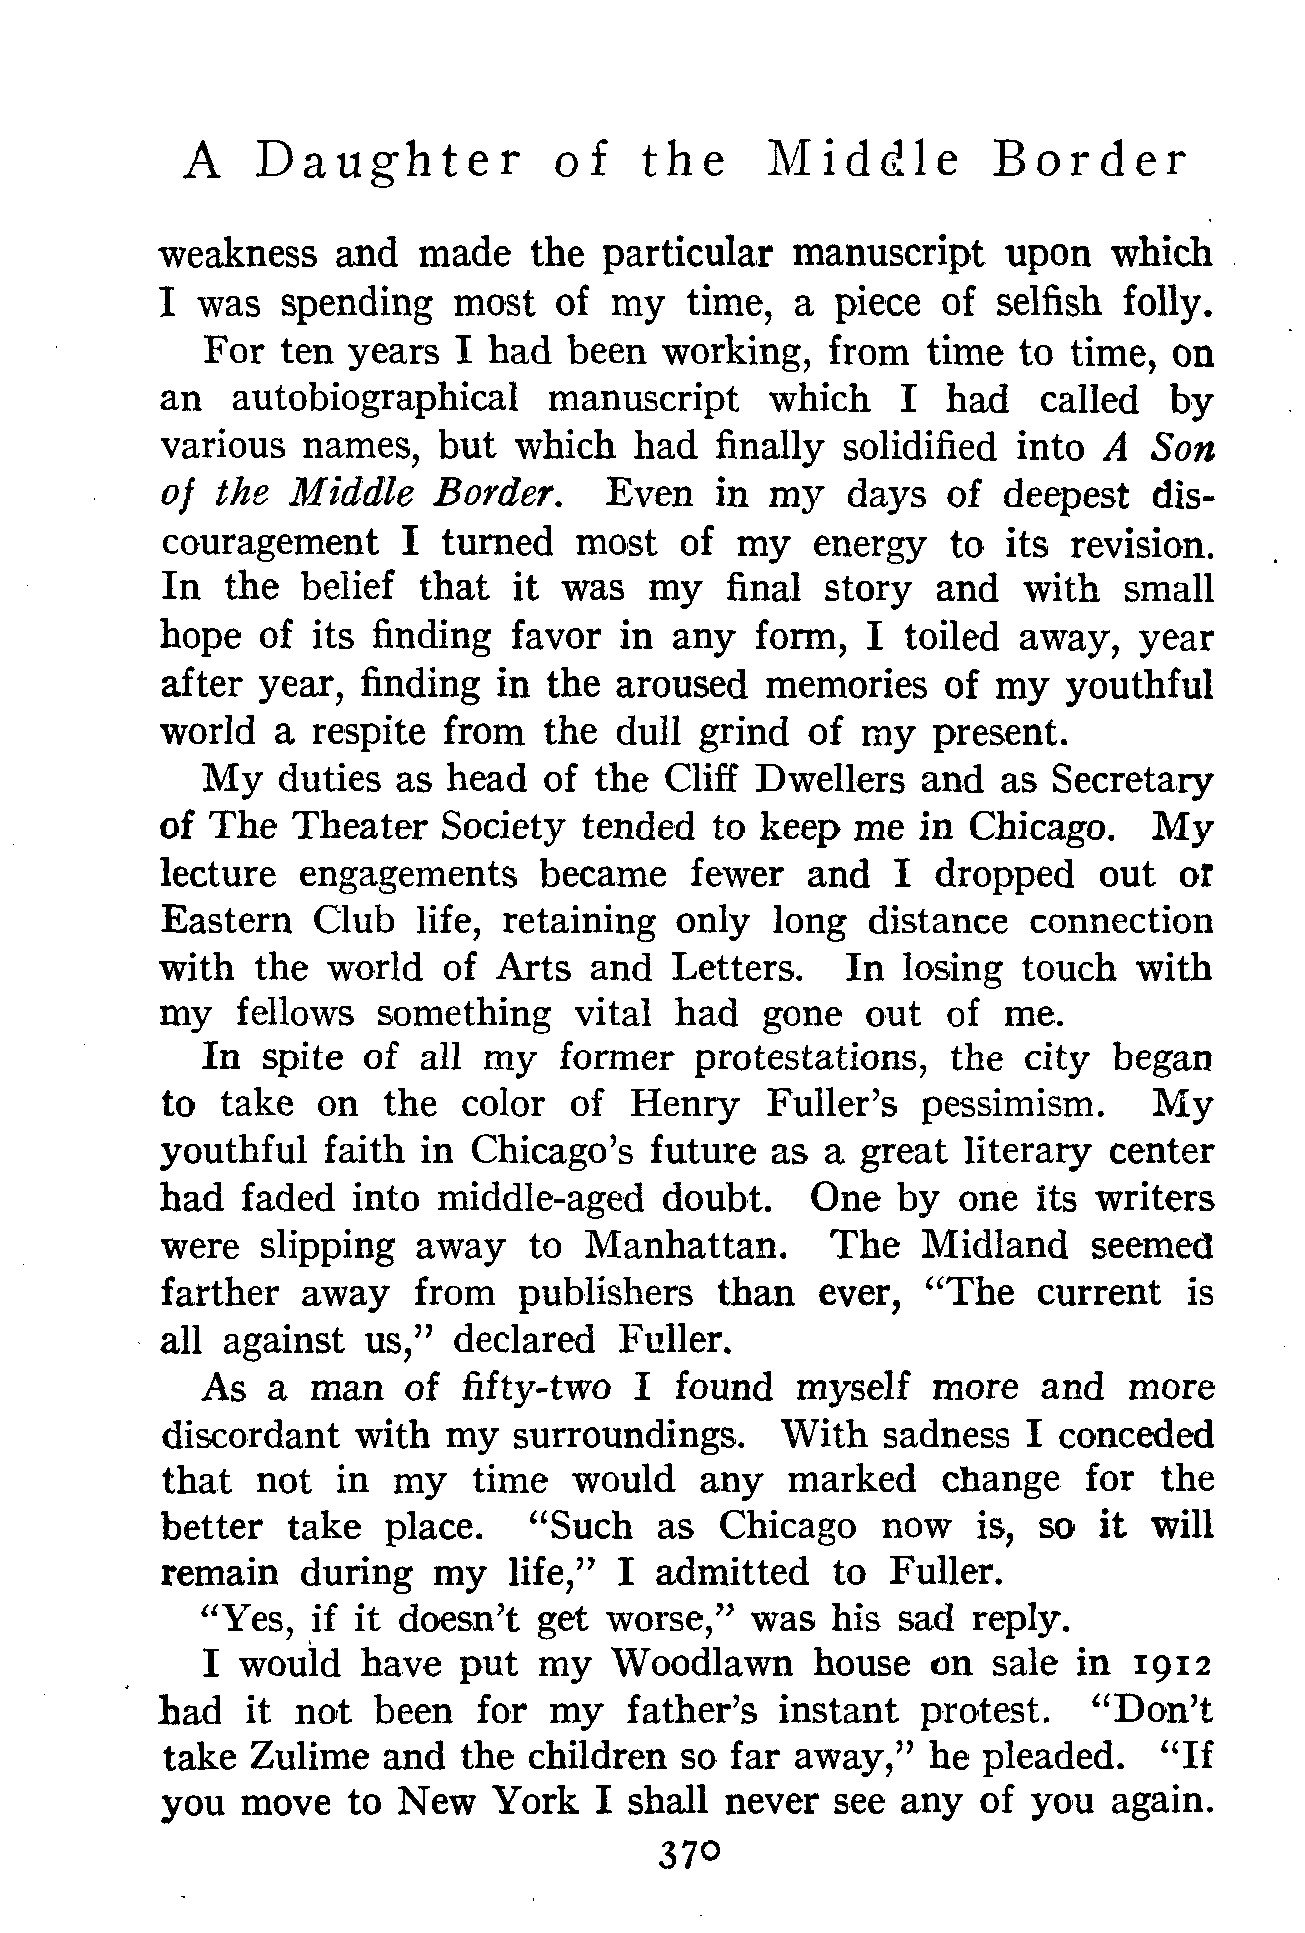 A Daughter of the Middle Border
weakness and made the particular manuscript upon which
I was spending most of my time, a piece of selfish folly.
For ten years I had been working, from time to time, on
an autobiographical manuscript which I had called by
various names, but which had finally solidified into A Son
of the Middle Border. Even in my days of deepest dis-
couragement I turned most of my energy to its revision.
In the belief that it was my final story and with small
hope of its finding favor in any form, I toiled away, year
after year, finding in the aroused memories of my youthful
world a respite from the dull grind of my present.
My duties as head of the Cliff Dwellers and as Secretary
of The Theater Society tended to keep me in Chicago. My
lecture engagements became fewer and I dropped out of
Eastern Club life, retaining only long distance connection
with the world of Arts and Letters. In losing touch with
my fellows something vital had gone out of me.
In spite of all my former protestations, the city began
to take on the color of Henry Fuller's pessimism. My
youthful faith in Chicago's future as a great literary center
had faded into middle-aged doubt. One by one its writers
were slipping away to Manhattan. The Midland seemed
farther away from publishers than ever, “The current is
all against us,” declared Fuller.
As a man of fifty-two I found myself more and more
discordant with my surroundings. With sadness I conceded
that not in my time would any marked change for the
better take place. “Such as Chicago now is, so it will
remain during my life,” I admitted to Fuller.
“Yes, if it doesn't get worse,” was his sad reply.
I would have put my Woodlawn house on sale in 1912
had it not been for my father's instant protest. “Don't
take Zulime and the children so far away,” he pleaded. “If
you move to New York I shall never see any of you again.
370